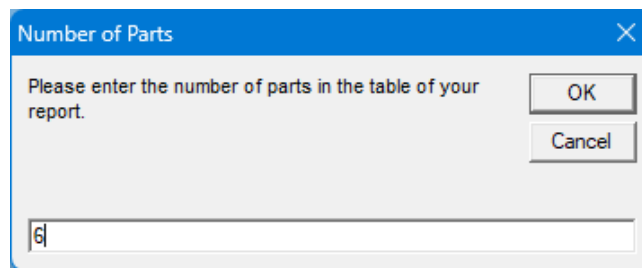 Number of Parts
Please enter the number of parts in the table of your
report.
OK
Cancel
6